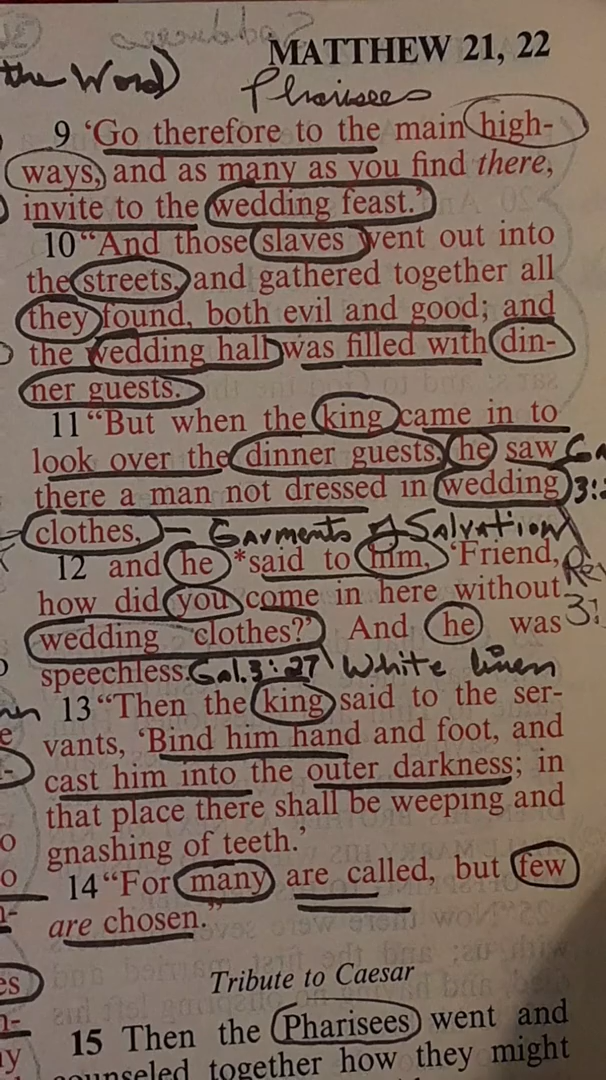 MATTHEW 21, 22
the Word)
Pharisees
9 ‘Go therefore to the main high-
ways, and as many as you find there,
invite to the wedding feast.’
10 “And those slaves went out into
the streets, and gathered together all
they found, both evil and good; and
the wedding hall was filled with din-
ner guests.
11 “But when the king came in to
look over the dinner guests, he saw
there a man not dressed in wedding
clothes, – Garments of Salvation
12 and he *said to him, ‘Friend,
how did you come in here without
wedding clothes?’ And he was
speechless. Gal. 3:27 White linen
13 “Then the king said to the ser-
vants, ‘Bind him hand and foot, and
cast him into the outer darkness; in
that place there shall be weeping and
gnashing of teeth.’
14 “For many are called, but few
are chosen.”
Tribute to Caesar
15 Then the Pharisees went and
counseled together how they might